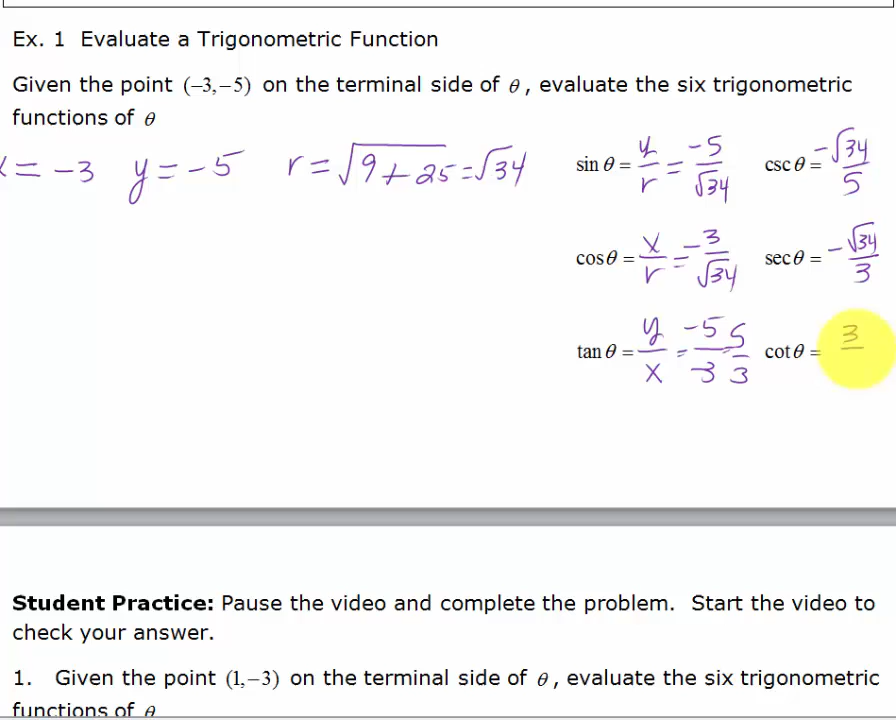 Ex. 1 Evaluate a Trigonometric Function
Given the point (−3,−5) on the terminal side of θ, evaluate the six trigonometric
functions of θ
x = −3 y = −5 r = √9+25 = √34
sin θ = y/r = −5/√34 csc θ = −√34/5
cos θ = x/r = −3/√34 sec θ = −√34/3
tan θ = y/x = −5/−3 5/3 cot θ = 3/
Student Practice: Pause the video and complete the problem. Start the video to
check your answer.
1. Given the point (1,−3) on the terminal side of θ, evaluate the six trigonometric
functions of θ